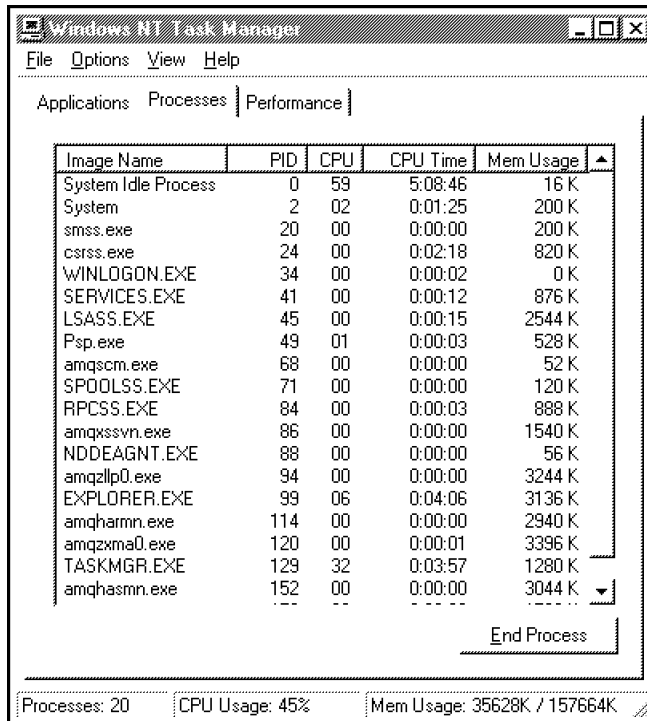 Windows NT Task Manager
File Options View Help
Applications Processes Performance
Image Name PID CPU CPU Time Mem Usage
System Idle Process 0 59 5:08:46 16 K
System 2 02 0:01:25 200 K
smss.exe 20 00 0:00:00 200 K
csrss.exe 24 00 0:02:18 820 K
WINLOGON.EXE 34 00 0:00:02 0 K
SERVICES.EXE 41 00 0:00:12 876 K
LSASS.EXE 45 00 0:00:15 2544 K
Psp.exe 49 01 0:00:03 528 K
amqscm.exe 68 00 0:00:00 52 K
SPOOLSS.EXE 71 00 0:00:00 120 K
RPCSS.EXE 84 00 0:00:03 888 K
amqxssvn.exe 86 00 0:00:00 1540 K
NDDEAGNT.EXE 88 00 0:00:00 56 K
amqzllp0.exe 94 00 0:00:00 3244 K
EXPLORER.EXE 99 06 0:04:06 3136 K
amqharmn.exe 114 00 0:00:00 2940 K
amqzxma0.exe 120 00 0:00:01 3396 K
TASKMGR.EXE 129 32 0:03:57 1280 K
amqhasmn.exe 152 00 0:00:00 3044 K
End Process
Processes: 20 CPU Usage: 45% Mem Usage: 35628K / 157664K